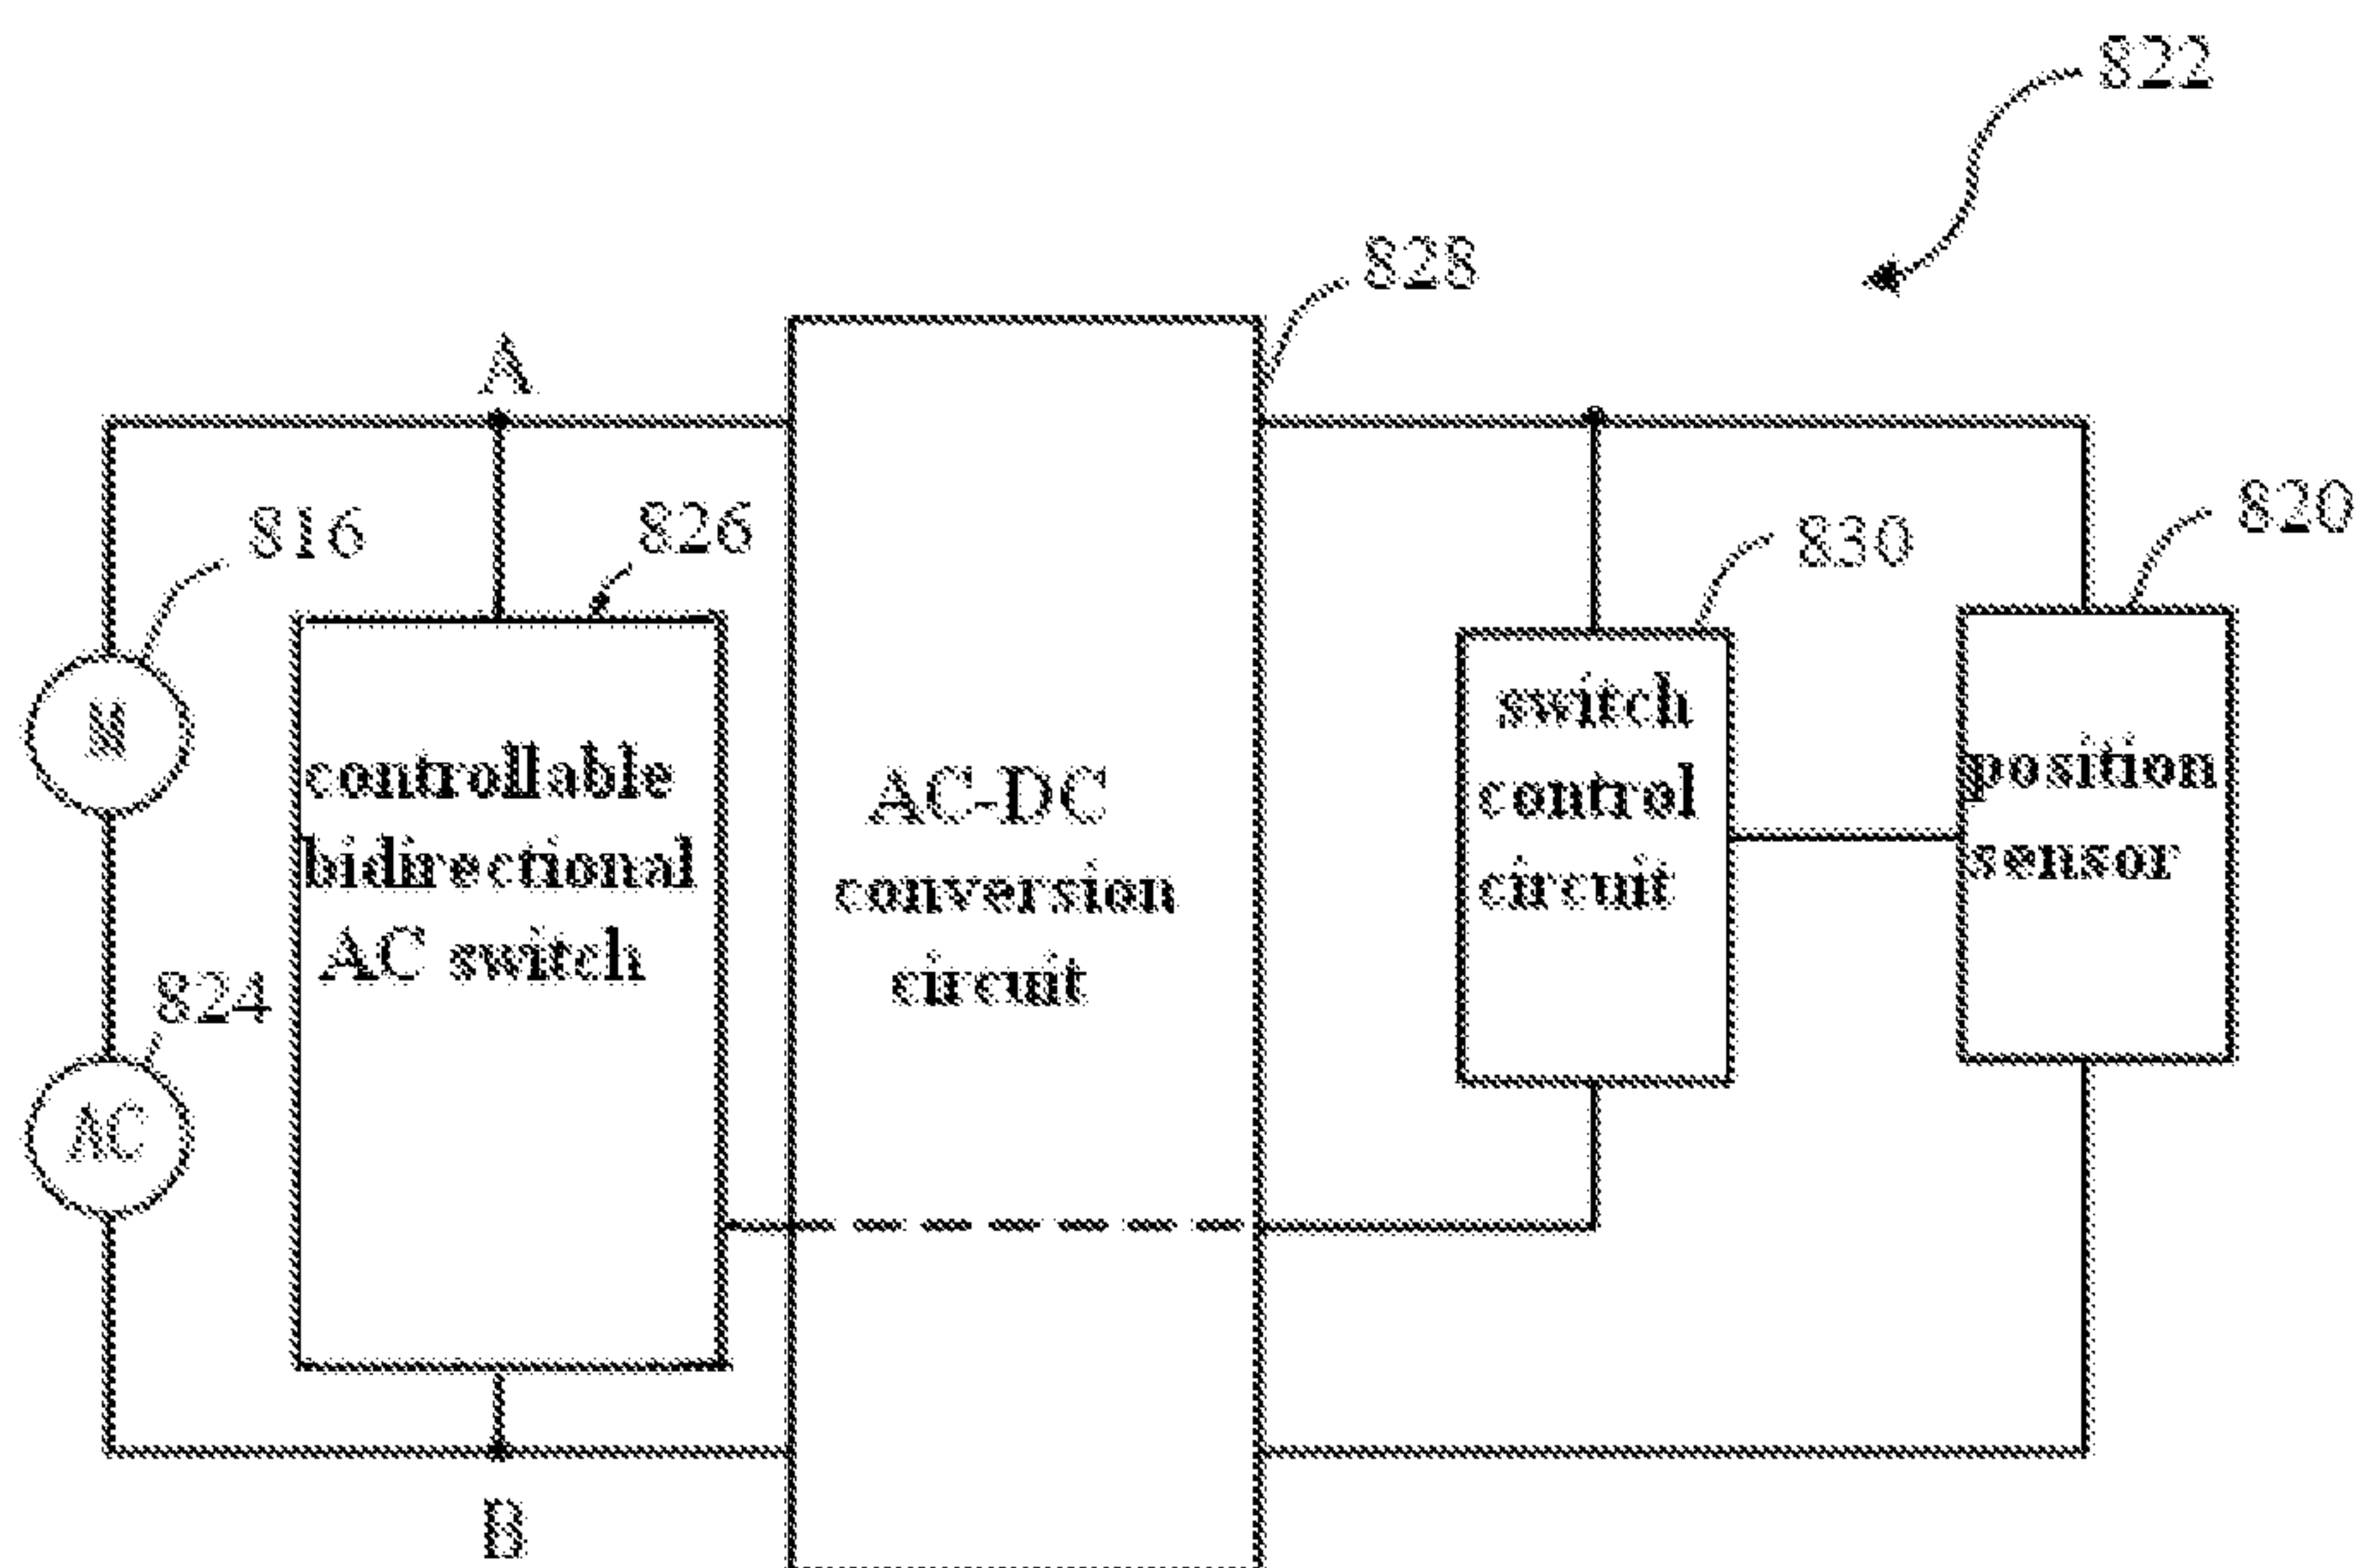 822
828
A
816
826
830
820
M
controllable
bidirectional
AC switch
AC-DC
conversion
circuit
switch
control
circuit
position
sensor
824
AC
B